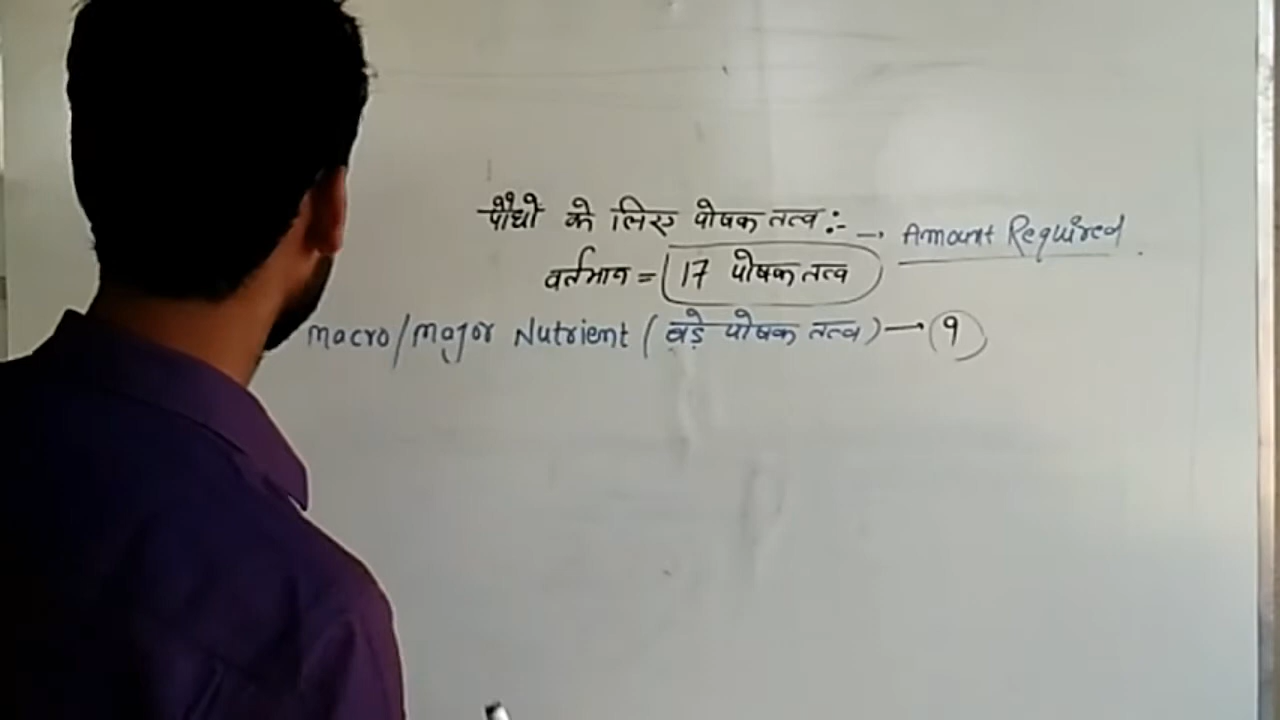 पौधों के लिए पोषक तत्व :- → Amount Required
वर्तमान = 17 पोषक तत्व
Macro/Major Nutrient (बड़े पोषक तत्व) → 9